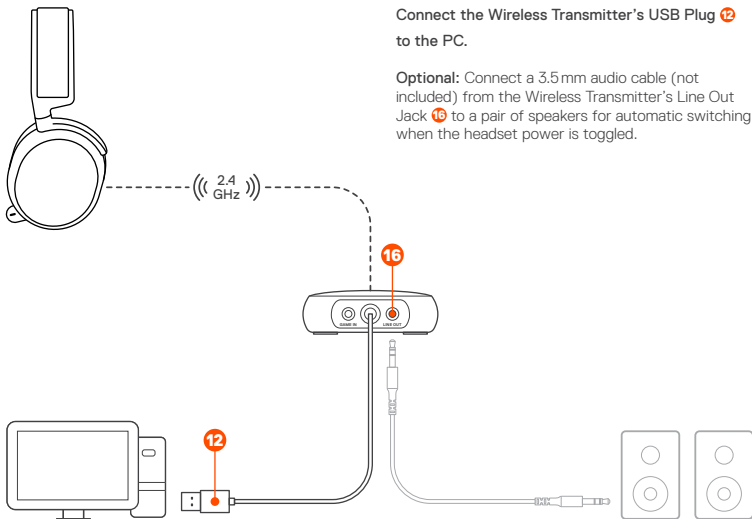 Connect the Wireless Transmitter's USB Plug 12
to the PC.
Optional: Connect a 3.5 mm audio cable (not
included) from the Wireless Transmitter's Line Out
Jack 16 to a pair of speakers for automatic switching
when the headset power is toggled.
2.4
GHz
16
GAME IN
LINE OUT
12